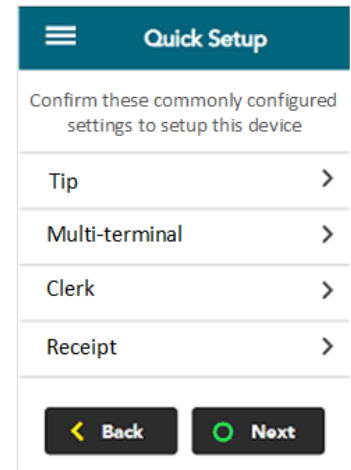 Quick Setup
Confirm these commonly configured
settings to setup this device
Tip
Multi-terminal
Clerk
Receipt
Back
Next